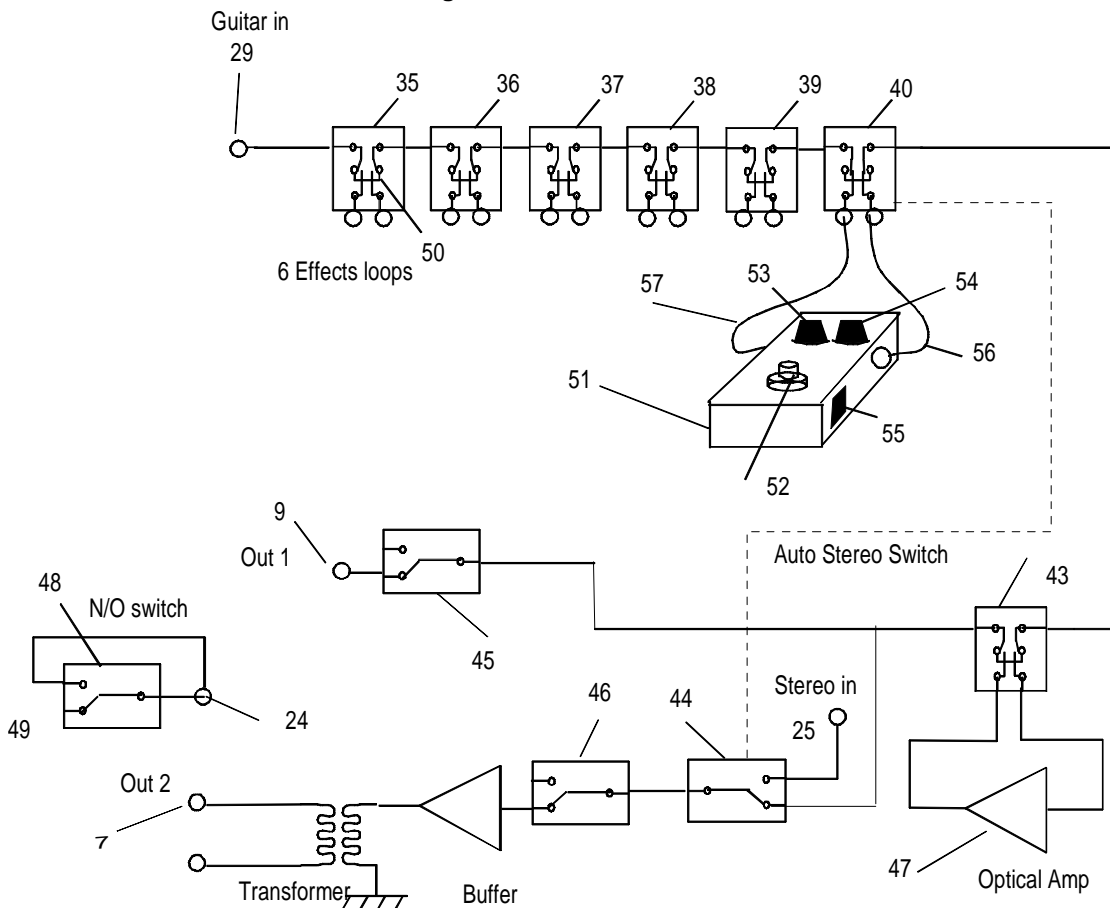 Guitar in
29
35
36
37
38
39
40
50
6 Effects loops
57
53
54
56
51
55
52
9
Out 1
Auto Stereo Switch
43
48
N/O switch
45
Stereo in
25
46
44
49
24
Out 2
7
47
Optical Amp
Transformer
Buffer